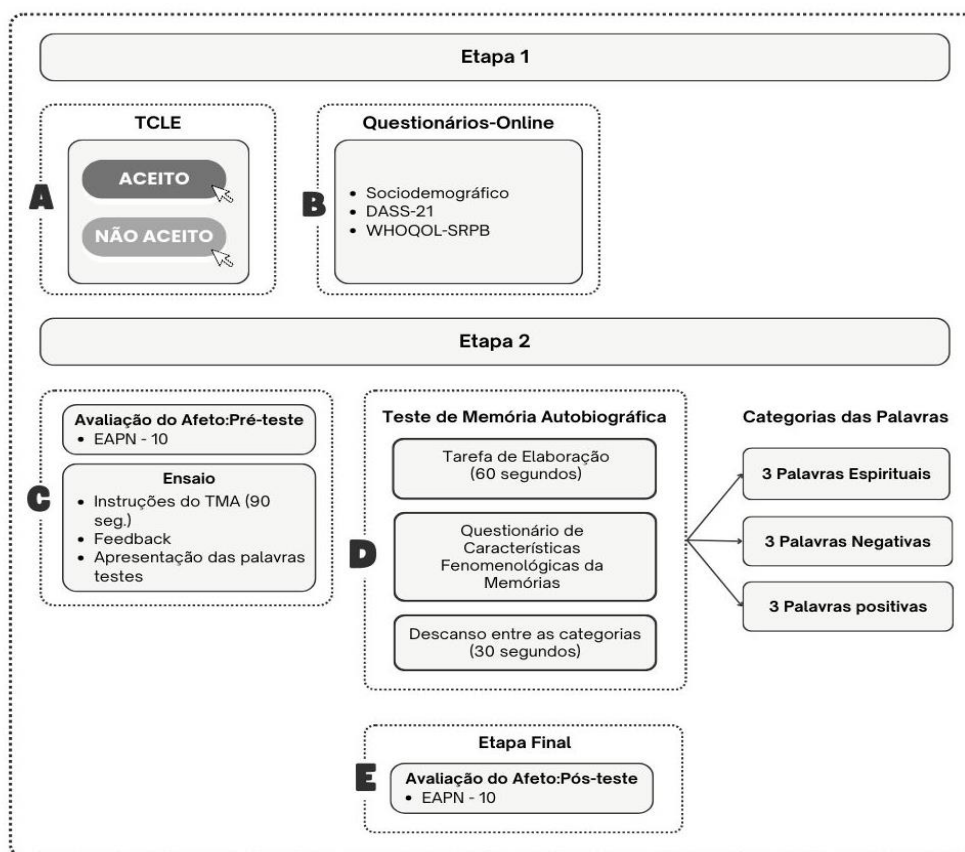 Etapa 1
TCLE
A
ACEITO
NÃO ACEITO
Questionários-Online
B
• Sociodemográfico
• DASS-21
• WHOQOL-SRPB
Etapa 2
Avaliação do Afeto:Pré-teste
• EAPN - 10
C
Ensaio
• Instruções do TMA (90
seg.)
• Feedback
• Apresentação das palavras
testes
Teste de Memória Autobiográfica
D
Tarefa de Elaboração
(60 segundos)
Questionário de
Características
Fenomenológicas da
Memórias
Descanso entre as categorias
(30 segundos)
Categorias das Palavras
3 Palavras Espirituais
3 Palavras Negativas
3 Palavras positivas
Etapa Final
E
Avaliação do Afeto:Pós-teste
• EAPN - 10